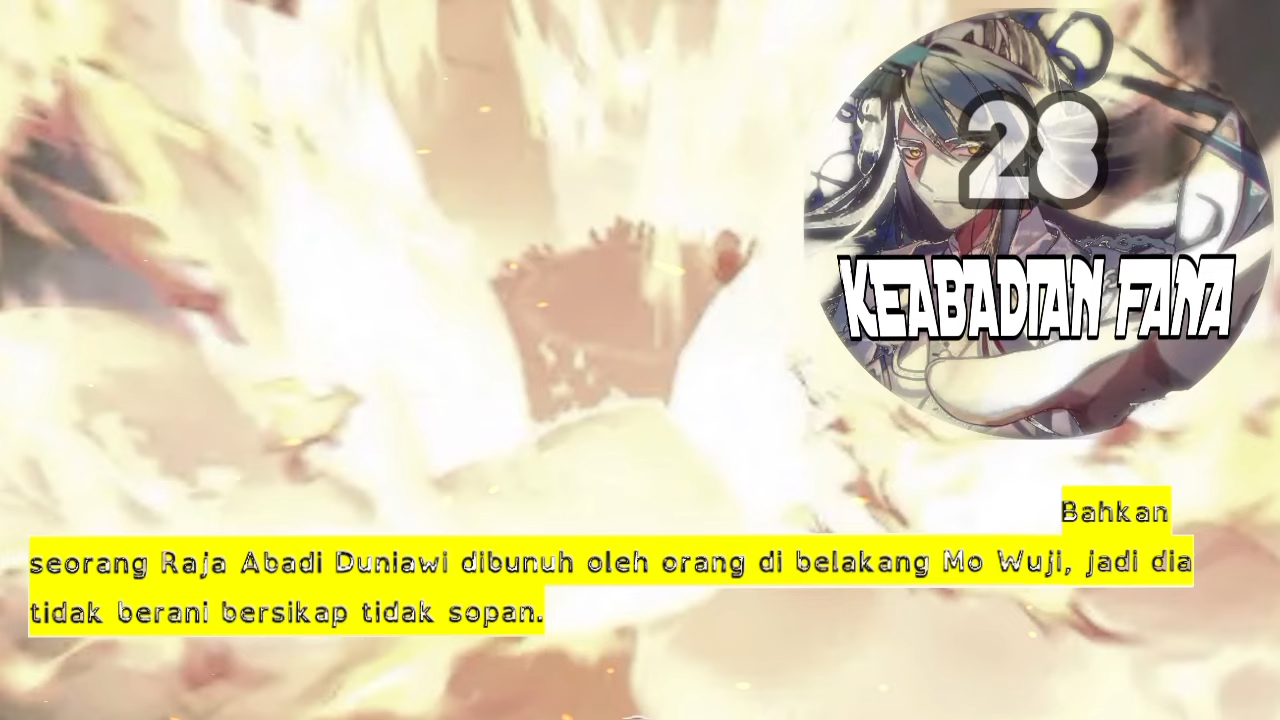 28
KEABADIAN FANA
Bahkan
seorang Raja Abadi Duniawi dibunuh oleh orang di belakang Mo Wuji, jadi dia
tidak berani bersikap tidak sopan.